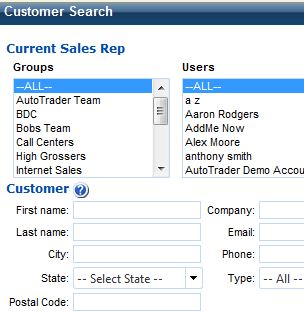 Customer Search
Current Sales Rep
Groups Users
--ALL-- --ALL--
AutoTrader Team a z
BDC Aaron Rodgers
Bobs Team AddMe Now
Call Centers Alex Moore
High Grossers anthony smith
Internet Sales AutoTrader Demo Accou
Customer ?
First name: Company:
Last name: Email:
City: Phone:
State: -- Select State -- Type: -- All --
Postal Code: